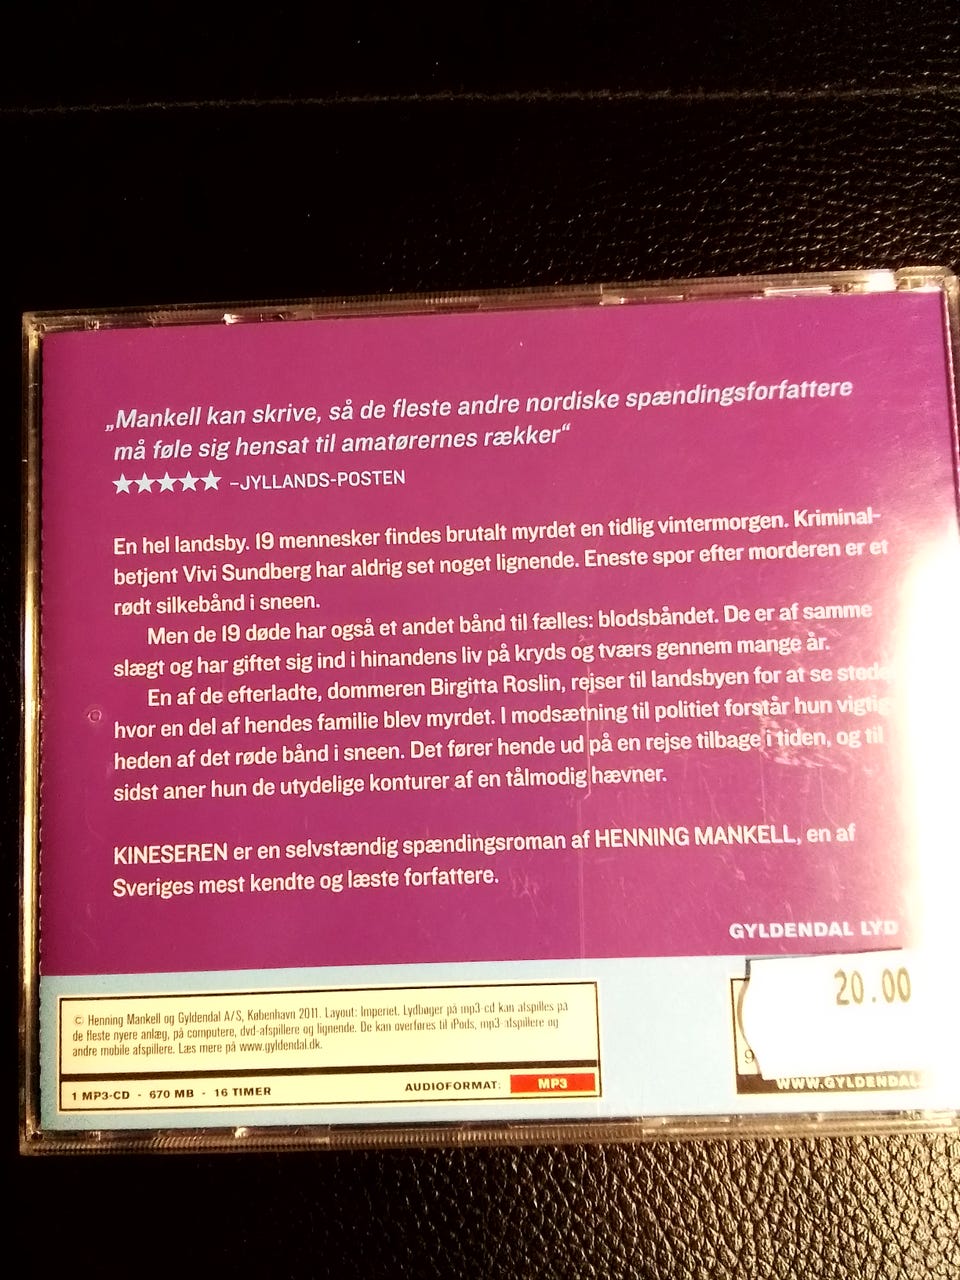 „Mankell kan skrive, så de fleste andre nordiske spændingsforfattere
må føle sig hensat til amatørernes rækker“
★★★★★ –JYLLANDS-POSTEN
En hel landsby. 19 mennesker findes brutalt myrdet en tidlig vintermorgen. Kriminal-
betjent Vivi Sundberg har aldrig set noget lignende. Eneste spor efter morderen er et
rødt silkebånd i sneen.
Men de 19 døde har også et andet bånd til fælles: blodsbåndet. De er af samme
slægt og har giftet sig ind i hinandens liv på kryds og tværs gennem mange år.
En af de efterladte, dommeren Birgitta Roslin, rejser til landsbyen for at se
hvor en del af hendes familie blev myrdet. I modsætning til politiet forstår hun vigtig-
heden af det røde bånd i sneen. Det fører hende ud på en rejse tilbage i tiden, og til
sidst aner hun de utydelige konturer af en tålmodig hævner.
KINESEREN er en selvstændig spændingsroman af HENNING MANKELL, en af
Sveriges mest kendte og læste forfattere.
GYLDENDAL LYD
20.00
© Henning Mankell og Gyldendal A/S, København 2011. Layout: Imperiet. Lydbøger på mp3-cd kan afspilles på
de fleste nyere anlæg, på computere, dvd-afspillere og lignende. De kan overføres til iPods, mp3-afspillere og
andre mobile afspillere. Læs mere på www.gyldendal.dk.
9
1 MP3-CD · 670 MB · 16 TIMER AUDIOFORMAT: MP3
WWW.GYLDENDAL